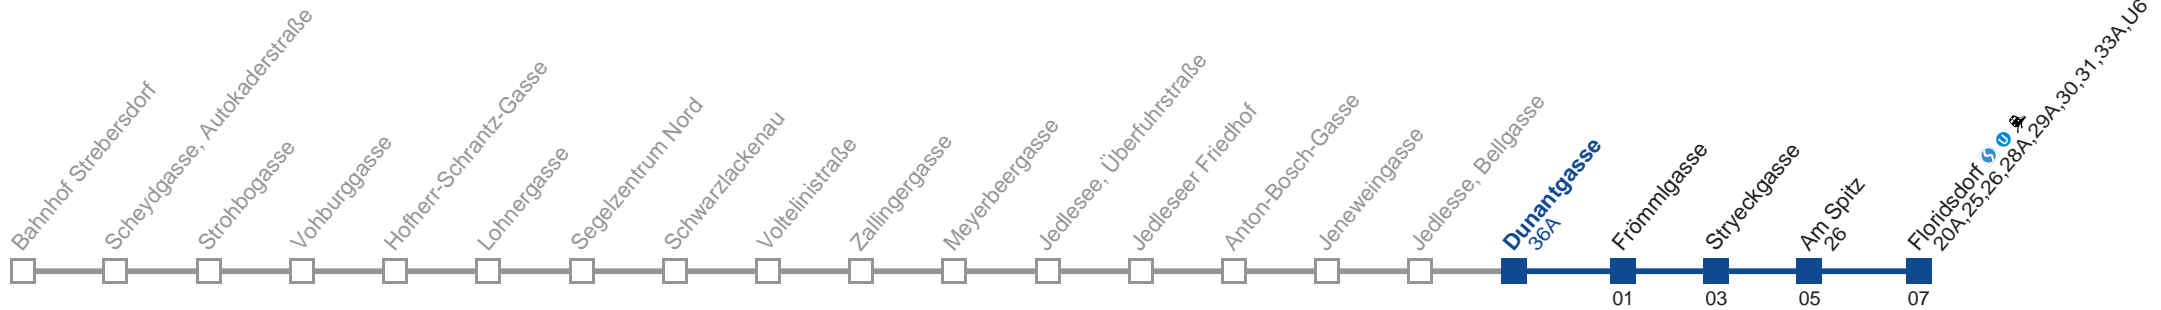 Bahnhof Strebersdorf
Scheydgasse, Autokaderstraße
Strohbogasse
Vohburggasse
Hofherr-Schrantz-Gasse
Lohnergasse
Segelzentrum Nord
Schwarzlackenau
Voltelinistraße
Zallingergasse
Meyerbeergasse
Jedlesee, Überfuhrstraße
Jedleseer Friedhof
Anton-Bosch-Gasse
Jeneweingasse
Jedlesse, Bellgasse
Dunantgasse
36A
Frömmlgasse
Stryeckgasse
Am Spitz
26
Floridsdorf S U
20A,25,26,28A,29A,30,31,33A,U6
01
03
05
07